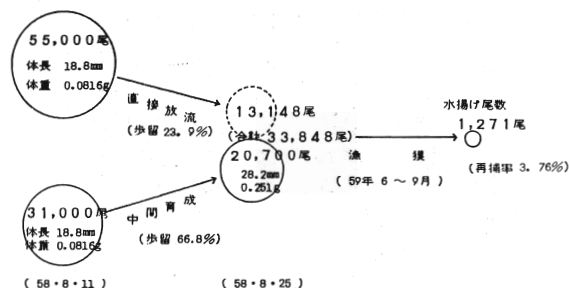 55,000尾
体長 18.8mm
体重 0.0816g
直接放流
(歩留 23.9%)
13,148尾
(合計 33,848尾)
20,700尾
28.2mm
0.251g
漁獲
(59年 6 ~ 9月)
水揚げ尾数
1,271尾
(再捕率 3.76%)
31,000尾
体長 18.8mm
体重 0.0816g
中間育成
(歩留 66.8%)
(58・8・11)
(58・8・25)